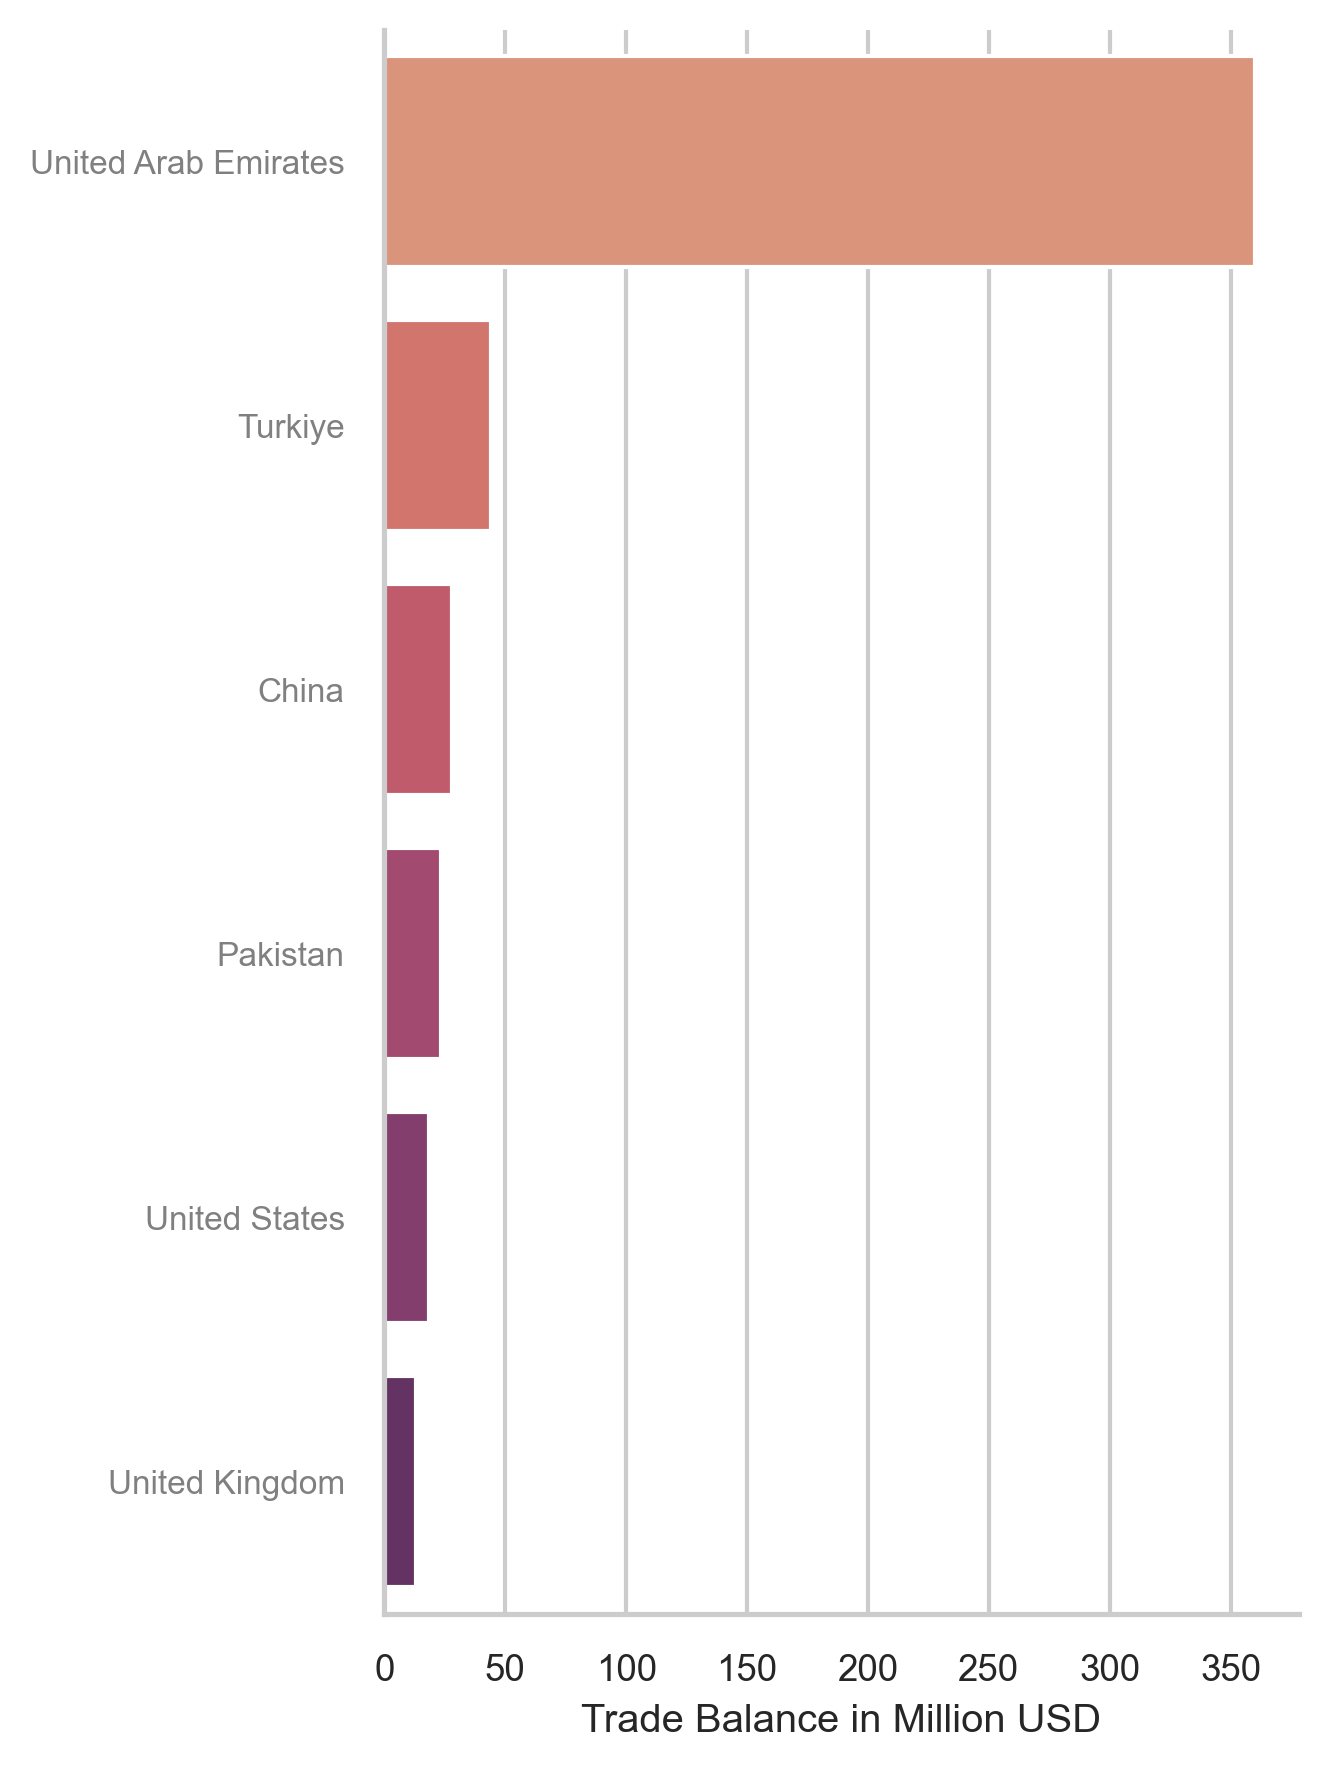 United Arab Emirates
Turkiye
China
Pakistan
United States
United Kingdom
0 50 100 150 200 250 300 350
Trade Balance in Million USD